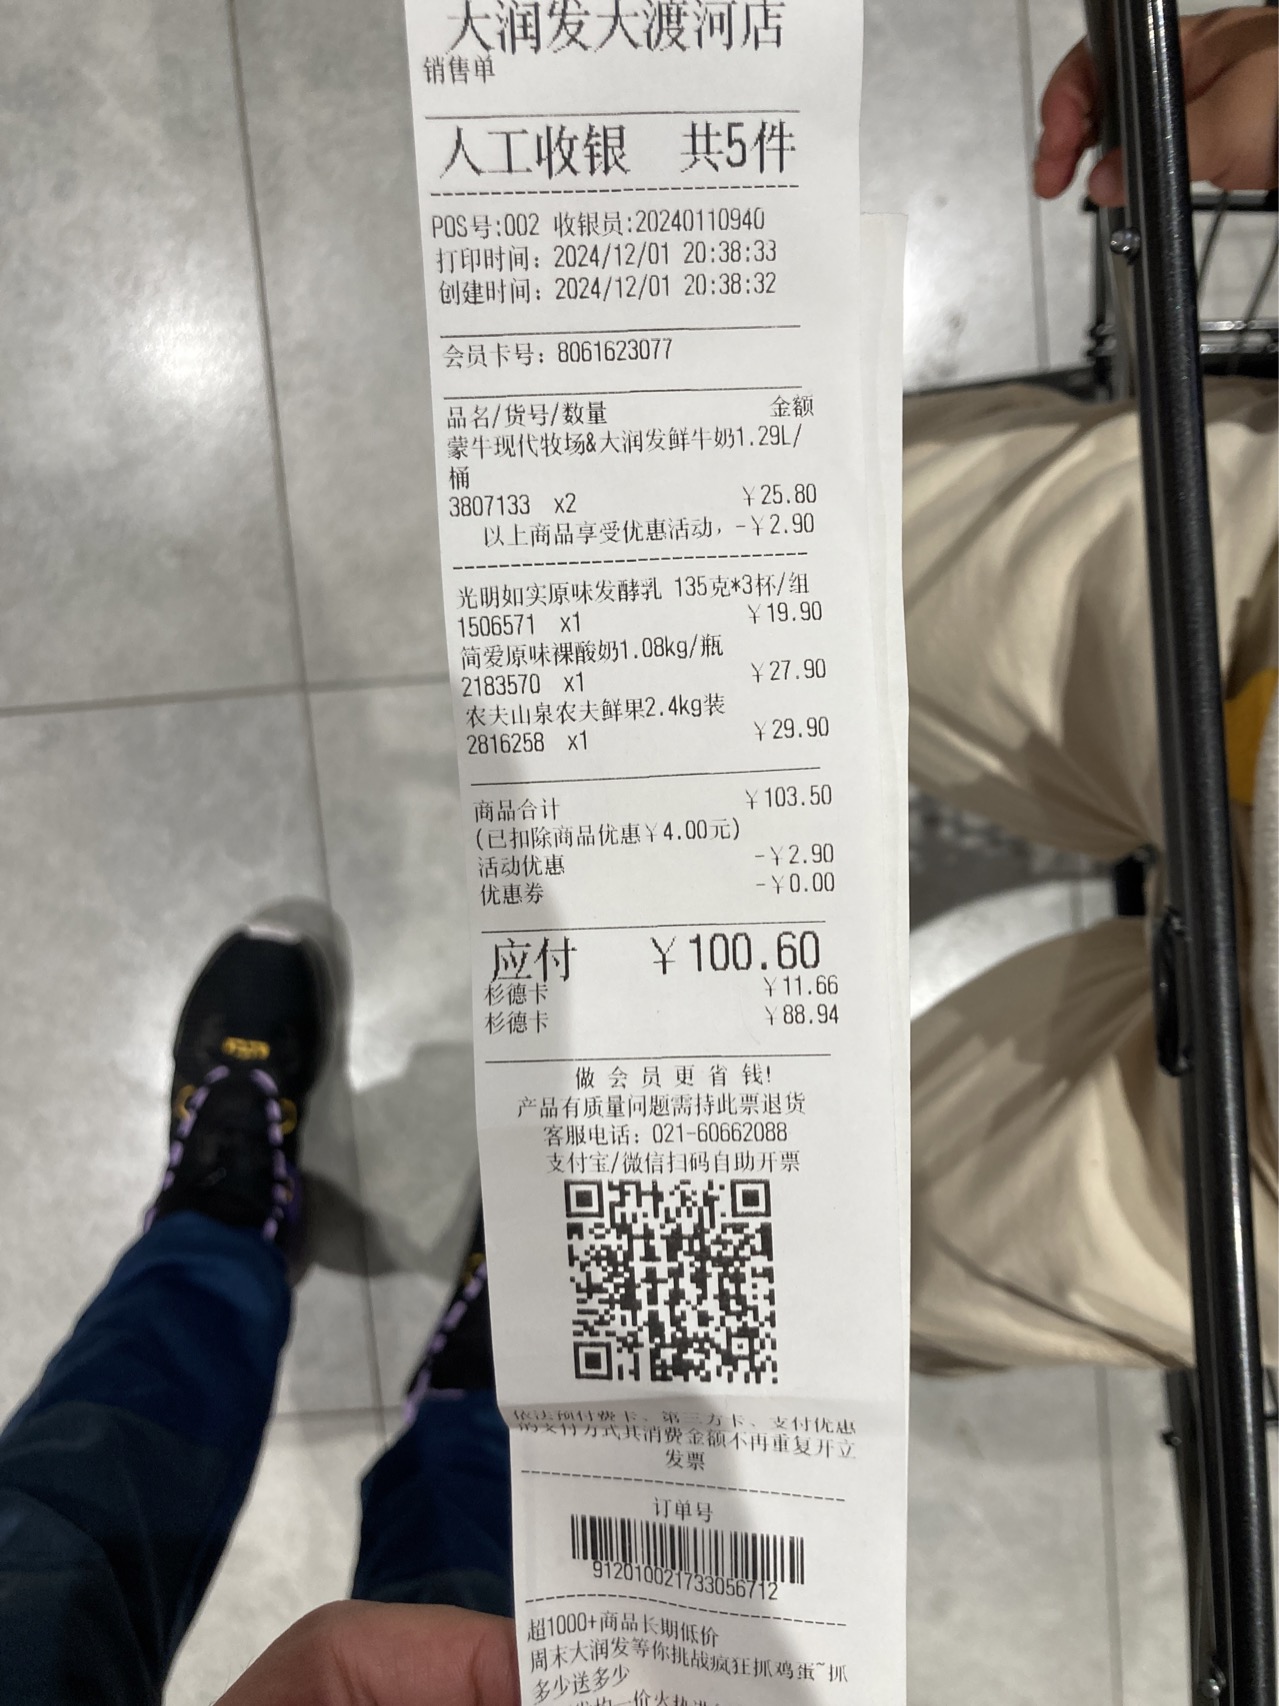 大润发大渡河店
销售单
人工收银 共5件
POS号:002 收银员:20240110940
打印时间: 2024/12/01 20:38:33
创建时间: 2024/12/01 20:38:32
会员卡号: 8061623077
品名/货号/数量 金额
蒙牛现代牧场&大润发鲜牛奶1.29L/
桶
3807133 x2 ￥25.80
以上商品享受优惠活动, -￥2.90
光明如实原味发酵乳 135克*3杯/组
1506571 x1 ￥19.90
简爱原味裸酸奶1.08kg/瓶
2183570 x1 ￥27.90
农夫山泉农夫鲜果2.4kg装
2816258 x1 ￥29.90
商品合计 ￥103.50
(已扣除商品优惠￥4.00元)
活动优惠 -￥2.90
优惠券 -￥0.00
应付 ￥100.60
杉德卡 ￥11.66
杉德卡 ￥88.94
做会员更省钱!
产品有质量问题需持此票退货
客服电话: 021-60662088
支付宝/微信扫码自助开票
依法预付费卡、第三方卡、支付优惠
的支付方式其消费金额不再重复开立
发票
订单号
912010021733056712
超1000+商品长期低价
周末大润发等你挑战疯狂抓鸡蛋~抓
多少送多少